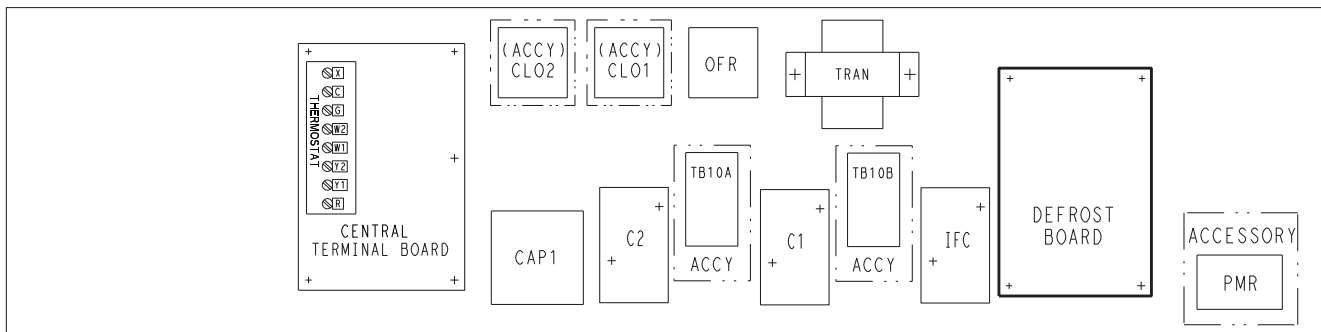 (ACCY)
CLO2
(ACCY)
CLO1
OFR
TRAN
X
C
G
W2
W1
Y2
Y1
R
THERMOSTAT
CENTRAL
TERMINAL BOARD
CAP1
C2
TB10A
ACCY
C1
TB10B
ACCY
IFC
DEFROST
BOARD
ACCESSORY
PMR